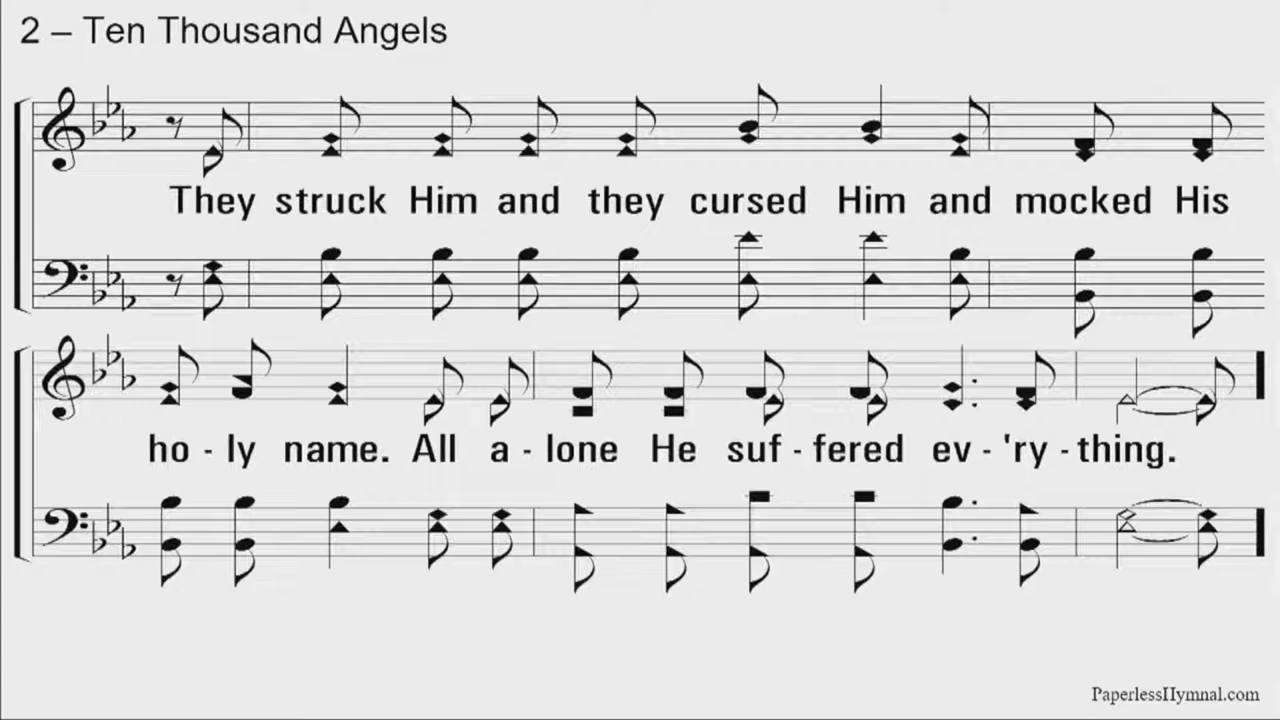 2 – Ten Thousand Angels
They struck Him and they cursed Him and mocked His
ho - ly name. All a - lone He suf - fered ev - 'ry - thing.
PaperlessHymnal.com